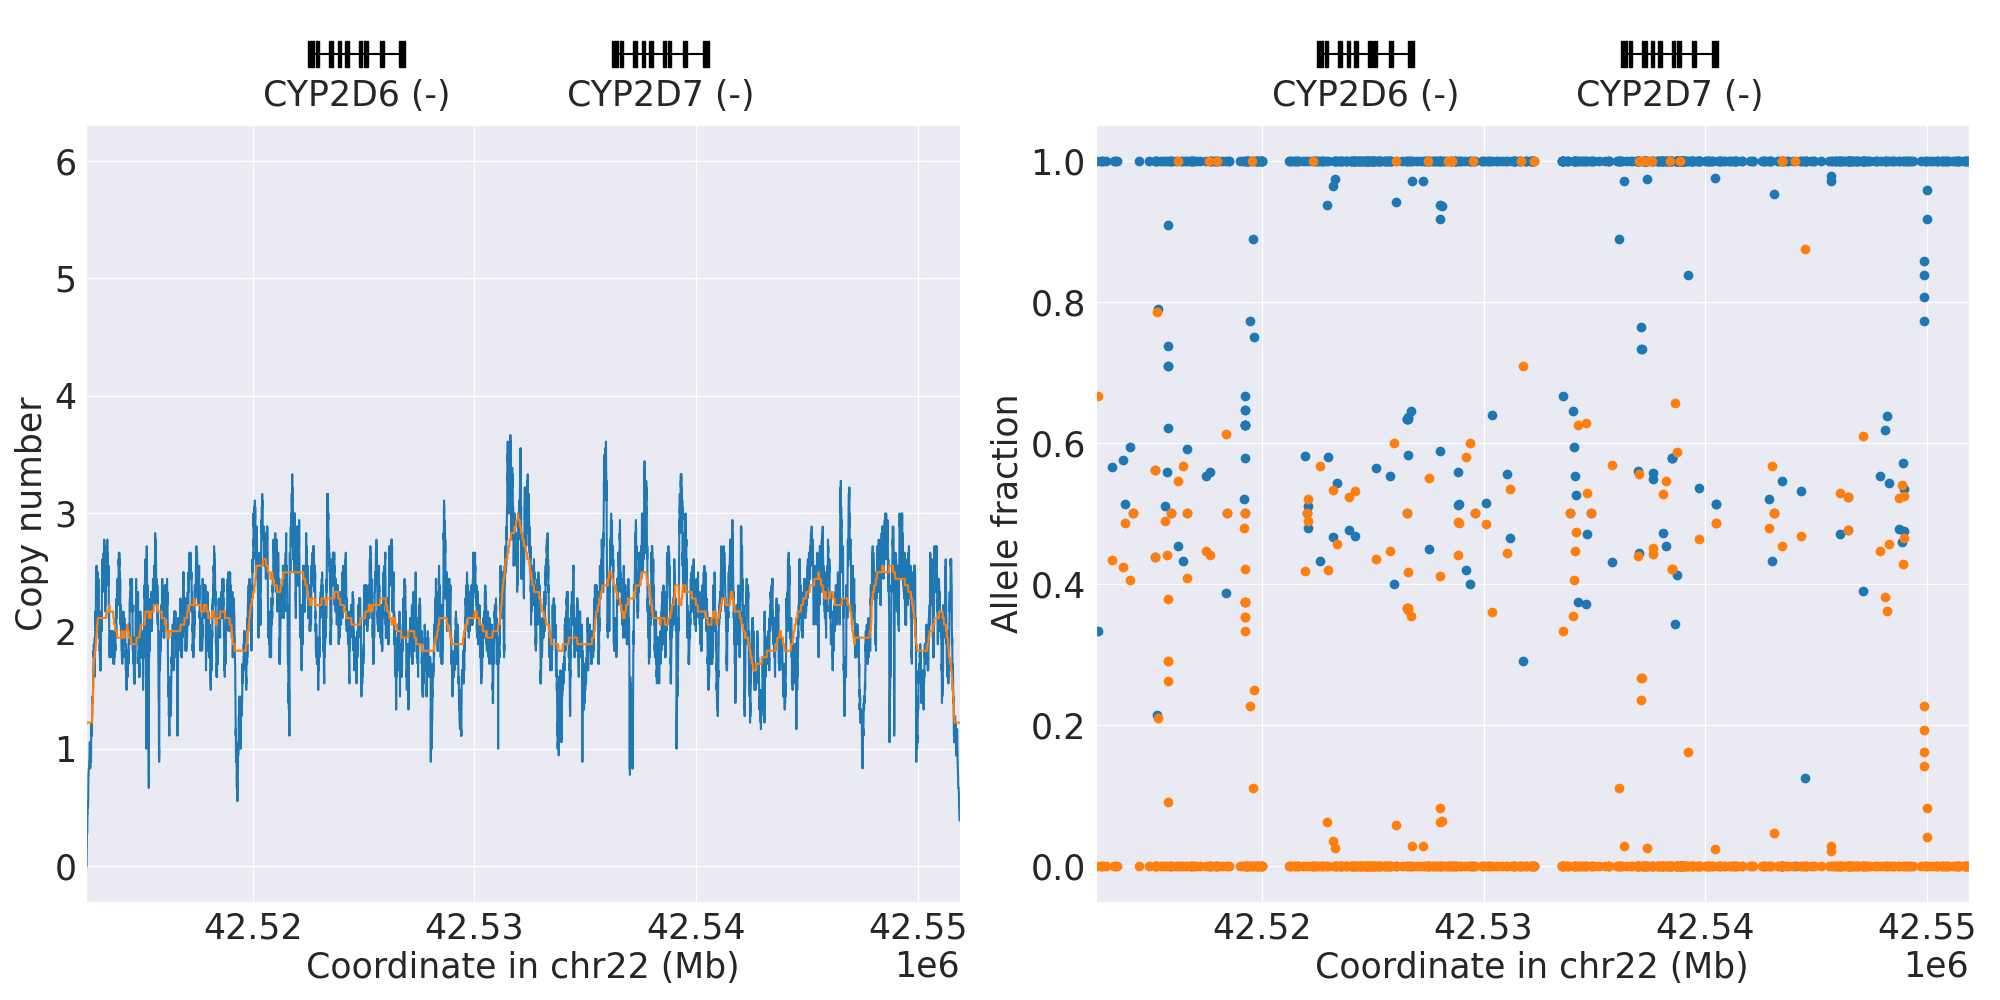 CYP2D6 (-) CYP2D7 (-)
Copy number
6
5
4
3
2
1
0
42.52 42.53 42.54 42.55
Coordinate in chr22 (Mb) 1e6
CYP2D6 (-) CYP2D7 (-)
Allele fraction
1.0
0.8
0.6
0.4
0.2
0.0
42.52 42.53 42.54 42.55
Coordinate in chr22 (Mb) 1e6